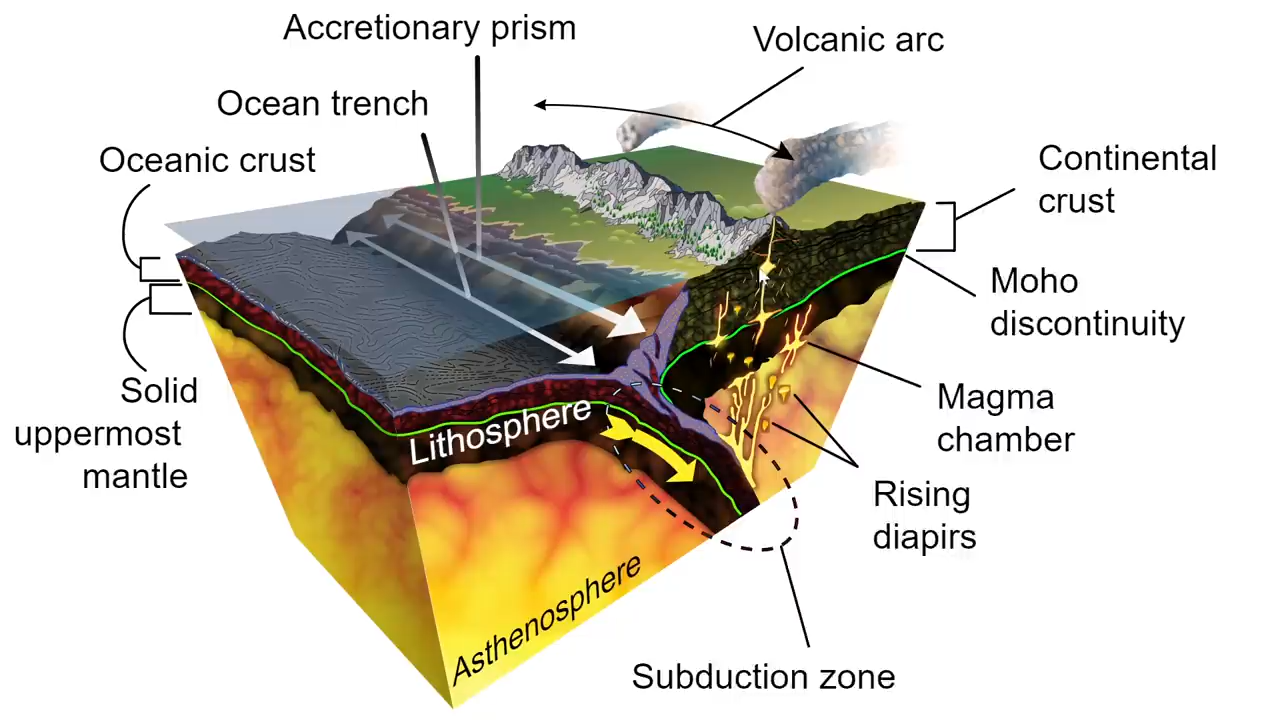 Accretionary prism
Volcanic arc
Ocean trench
Oceanic crust
Continental
crust
Moho
discontinuity
Solid
uppermost
mantle
Magma
chamber
Lithosphere
Rising
diapirs
Asthenosphere
Subduction zone